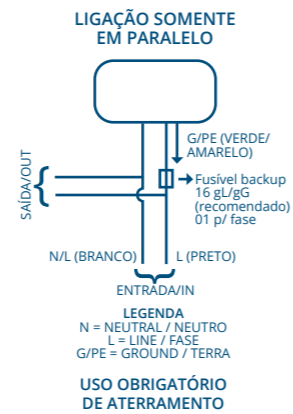 LIGAÇÃO SOMENTE
EM PARALELO
G/PE (VERDE/
AMARELO)
SAÍDA/OUT
Fusível backup
16 gL/gG
(recomendado)
01 p/ fase
N/L (BRANCO)
L (PRETO)
ENTRADA/IN
LEGENDA
N = NEUTRAL / NEUTRO
L = LINE / FASE
G/PE = GROUND / TERRA
USO OBRIGATÓRIO
DE ATERRAMENTO